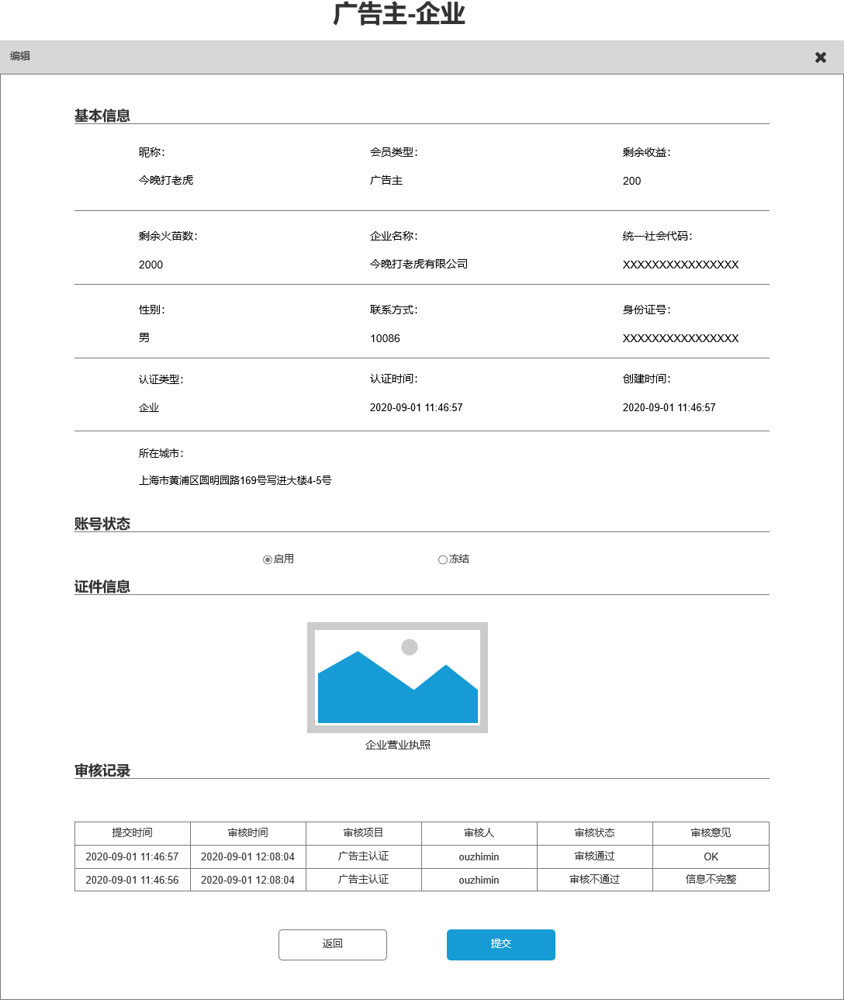 广告主-企业
编辑
基本信息
昵称： 会员类型： 剩余收益：
今晚打老虎 广告主 200
剩余火苗数： 企业名称： 统一社会代码：
2000 今晚打老虎有限公司 XXXXXXXXXXXXXXXX
性别： 联系方式： 身份证号：
男 10086 XXXXXXXXXXXXXXXX
认证类型： 认证时间： 创建时间：
企业 2020-09-01 11:46:57 2020-09-01 11:46:57
所在城市：
上海市黄浦区圆明园路169号写进大楼4-5号
账号状态
启用 冻结
证件信息
企业营业执照
审核记录
提交时间 审核时间 审核项目 审核人 审核状态 审核意见
2020-09-01 11:46:57 2020-09-01 12:08:04 广告主认证 ouzhimin 审核通过 OK
2020-09-01 11:46:56 2020-09-01 12:08:04 广告主认证 ouzhimin 审核不通过 信息不完整
返回 提交